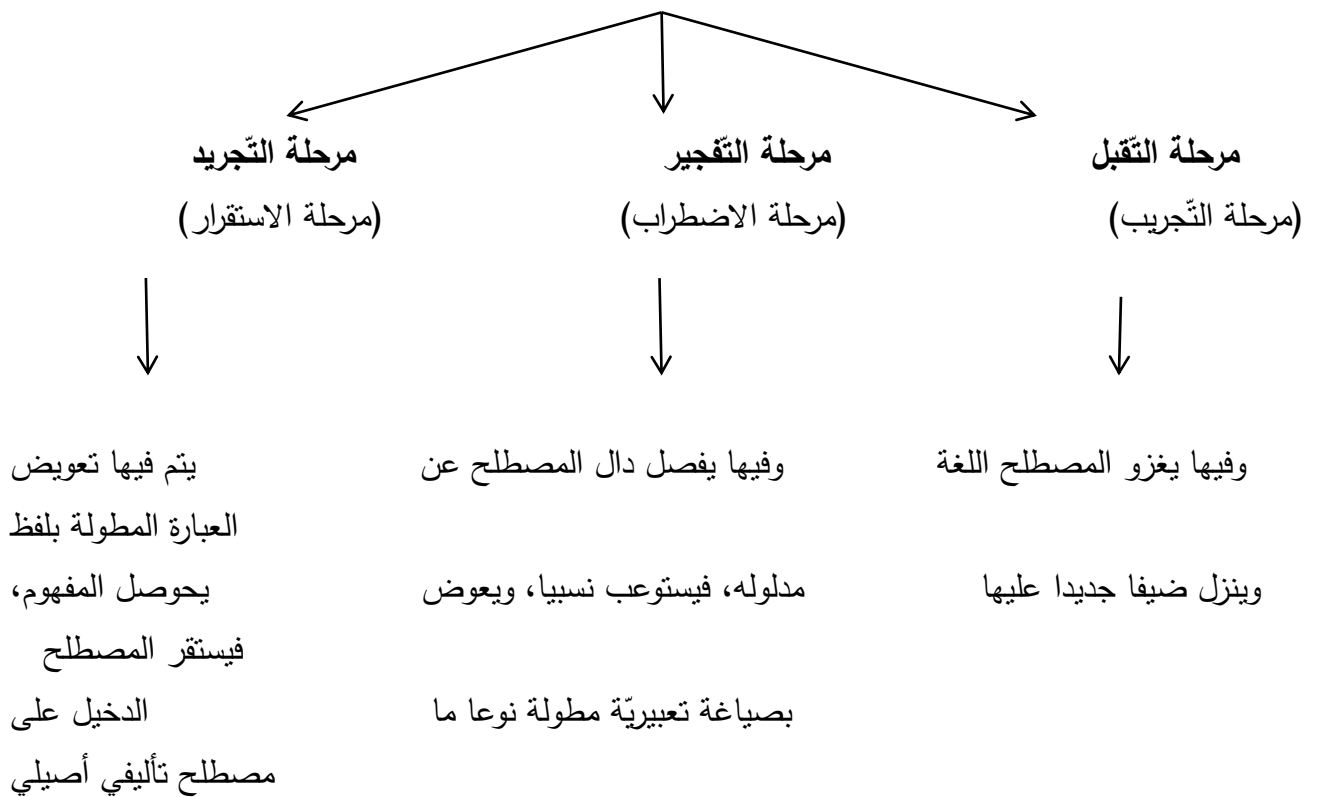 مرحلة التّقبل
(مرحلة التّجريب)
وفيها يغزو المصطلح اللغة
وينزل ضيفا جديدا عليها
مرحلة التّفجير
(مرحلة الاضطراب)
وفيها يفصل دال المصطلح عن
مدلوله، فيستوعب نسبيا، ويعوض
بصياغة تعبيريّة مطولة نوعا ما
مرحلة التّجريد
(مرحلة الاستقرار)
يتم فيها تعويض
العبارة المطولة بلفظ
يحوصل المفهوم،
فيستقر المصطلح
الدخيل على
مصطلح تأليفي أصيلي